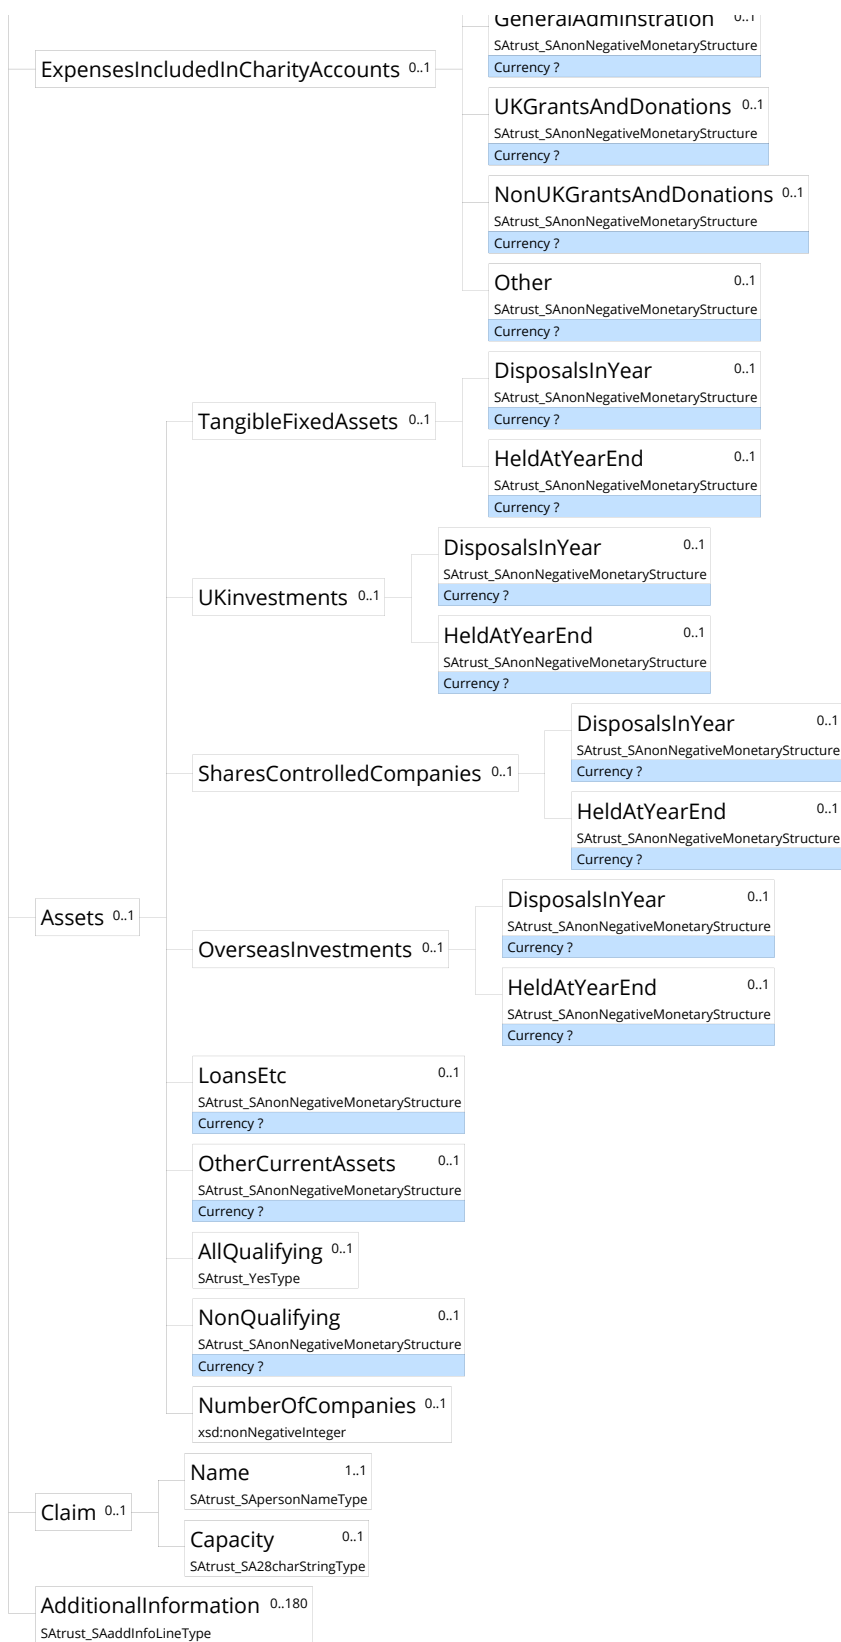 GeneralAdminstration 0..1
SAtrust_SAnonNegativeMonetaryStructure
ExpensesIncludedInCharityAccounts 0..1
Currency ?
UKGrantsAndDonations 0..1
SAtrust_SAnonNegativeMonetaryStructure
Currency ?
NonUKGrantsAndDonations 0..1
SAtrust_SAnonNegativeMonetaryStructure
Currency ?
Other 0..1
SAtrust_SAnonNegativeMonetaryStructure
Currency ?
DisposalsInYear 0..1
SAtrust_SAnonNegativeMonetaryStructure
Currency ?
TangibleFixedAssets 0..1
HeldAtYearEnd 0..1
SAtrust_SAnonNegativeMonetaryStructure
Currency ?
DisposalsInYear 0..1
SAtrust_SAnonNegativeMonetaryStructure
Currency ?
UKinvestments 0..1
HeldAtYearEnd 0..1
SAtrust_SAnonNegativeMonetaryStructure
Currency ?
DisposalsInYear 0..1
SAtrust_SAnonNegativeMonetaryStructure
Currency ?
SharesControlledCompanies 0..1
HeldAtYearEnd 0..1
SAtrust_SAnonNegativeMonetaryStructure
Currency ?
DisposalsInYear 0..1
SAtrust_SAnonNegativeMonetaryStructure
Currency ?
Assets 0..1
OverseasInvestments 0..1
HeldAtYearEnd 0..1
SAtrust_SAnonNegativeMonetaryStructure
Currency ?
LoansEtc 0..1
SAtrust_SAnonNegativeMonetaryStructure
Currency ?
OtherCurrentAssets 0..1
SAtrust_SAnonNegativeMonetaryStructure
Currency ?
AllQualifying 0..1
SAtrust_YesType
NonQualifying 0..1
SAtrust_SAnonNegativeMonetaryStructure
Currency ?
NumberOfCompanies 0..1
xsd:nonNegativeInteger
Name 1..1
SAtrust_SApersonNameType
Claim 0..1
Capacity 0..1
SAtrust_SA28charStringType
AdditionalInformation 0..180
SAtrust_SAaddInfoLineType